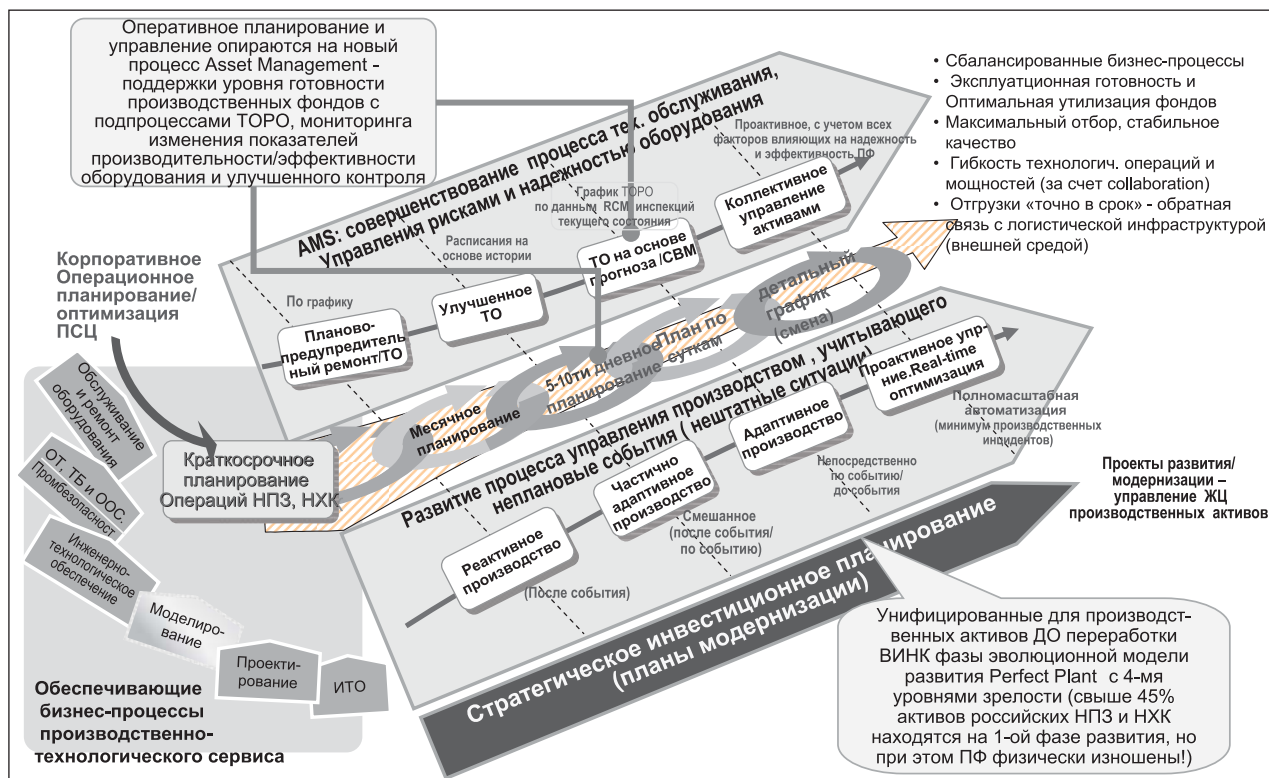 Оперативное планирование и
управление опираются на новый
процесс Asset Management -
поддержки уровня готовности
производственных фондов с
подпроцессами ТОРО, мониторинга
изменения показателей
производительности/эффективности
оборудования и улучшенного контроля
AMS: совершенствование процесса тех. обслуживания,
Управления рисками и надежностью оборудования
Проактивное, с учетом всех
факторов влияющих на надежность
и эффективность ПФ
График ТОРО
по данным RCM, инспекций
текущего состояния
Расписания на
основе истории
По графику
Планово-
предупредитель
ный ремонт/ТО
Улучшенное
ТО
ТО на основе
прогноза /CBM
Коллективное
управление
активами
• Сбалансированные бизнес-процессы
• Эксплуатционная готовность и
Оптимальная утилизация фондов
• Максимальный отбор, стабильное
качество
• Гибкость технологич. операций и
мощностей (за счет collaboration)
• Отгрузки «точно в срок» - обратная
связь с логистической инфраструктурой
(внешней средой)
Корпоративное
Операционное
планирование/
оптимизация
ПСЦ
Краткосрочное
планирование
Операций НПЗ, НХК
Месячное
планирование
5-10ти дневное
планирование
План по
суткам
детальный
график
(смена)
Обслуживание
и ремонт
оборудования
ОТ, ТБ и ООС.
Промбезопасност
Инженерно-
технологическое
обеспечение
Моделиро-
вание
Проекти-
рование
ИТО
Обеспечивающие
бизнес-процессы
производственно-
технологического сервиса
Развитие процесса управления производством , учитывающего
неплановые события ( нештатные ситуации)
Реактивное
производство
(После события)
Частично
адаптивное
производство
Смешанное
(после события/
по событию)
Адаптивное
производство
Непосредственно
по событию/
до события
Проактивное упр-
ние.Real-time
оптимизация
Полномасштабная
автоматизация
(минимум производственных
инцидентов)
Проекты развития/
модернизации –
управление ЖЦ
производственных активов
Стратегическое инвестиционное планирование
(планы модернизации)
Унифицированные для производст-
венных активов ДО переработки
ВИНК фазы эволюционной модели
развития Perfect Plant с 4-мя
уровнями зрелости (свыше 45%
активов российских НПЗ и НХК
находятся на 1-ой фазе развития, но
при этом ПФ физически изношены!)